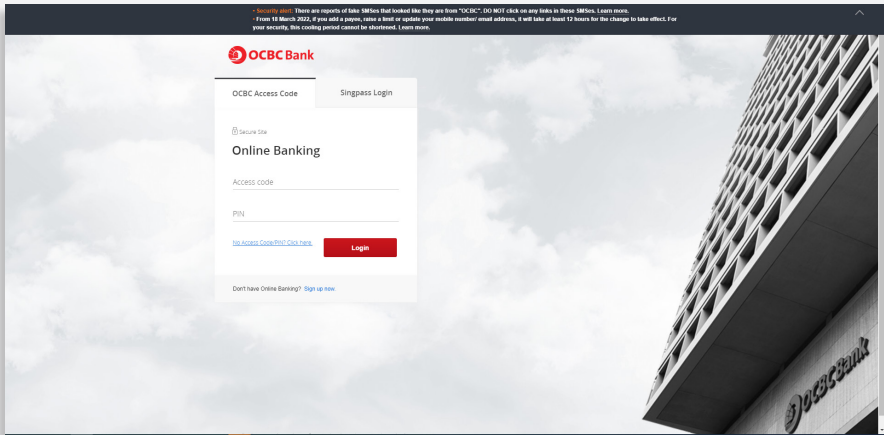 - Security alert: There are reports of fake SMSes that looked like they are from "OCBC". DO NOT click on any links in these SMSes. Learn more.
- From 18 March 2022, if you add a payee, raise a limit or update your mobile number/ email address, it will take at least 12 hours for the change to take effect. For
your security, this cooling period cannot be shortened. Learn more.
OCBC Bank
OCBC Access Code
Singpass Login
Secure Site
Online Banking
Access code
PIN
No Access Code/PIN? Click here.
Login
Don't have Online Banking? Sign up now
OCBC Bank